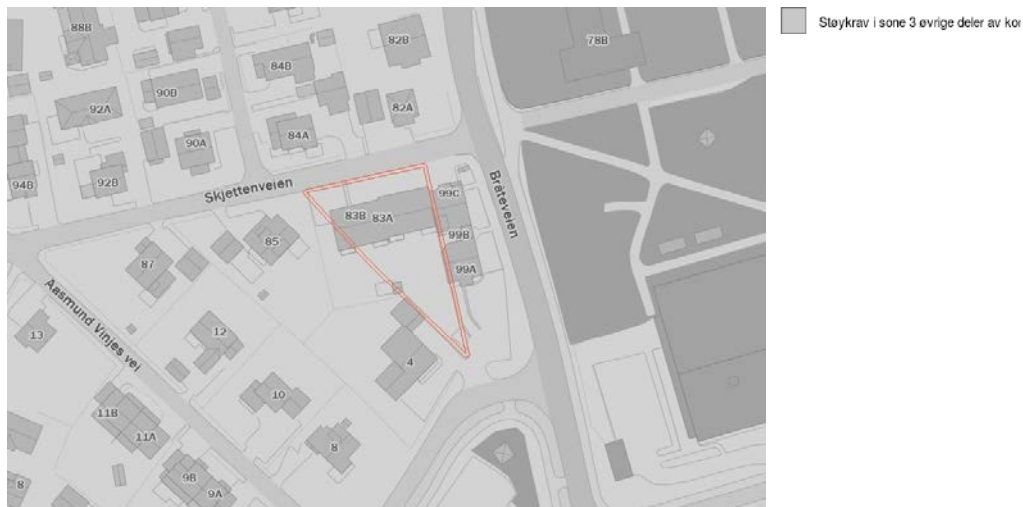 Støykrav i sone 3 øvrige deler av
88B
82B
78B
84B
90B
92A
82A
84A
90A
94B
92B
Skjettenveien
Bråteveien
99C
83B
83A
99B
85
87
99A
Aasmund Vinjes vei
13
12
4
10
11B
11A
8
9B
8
9A